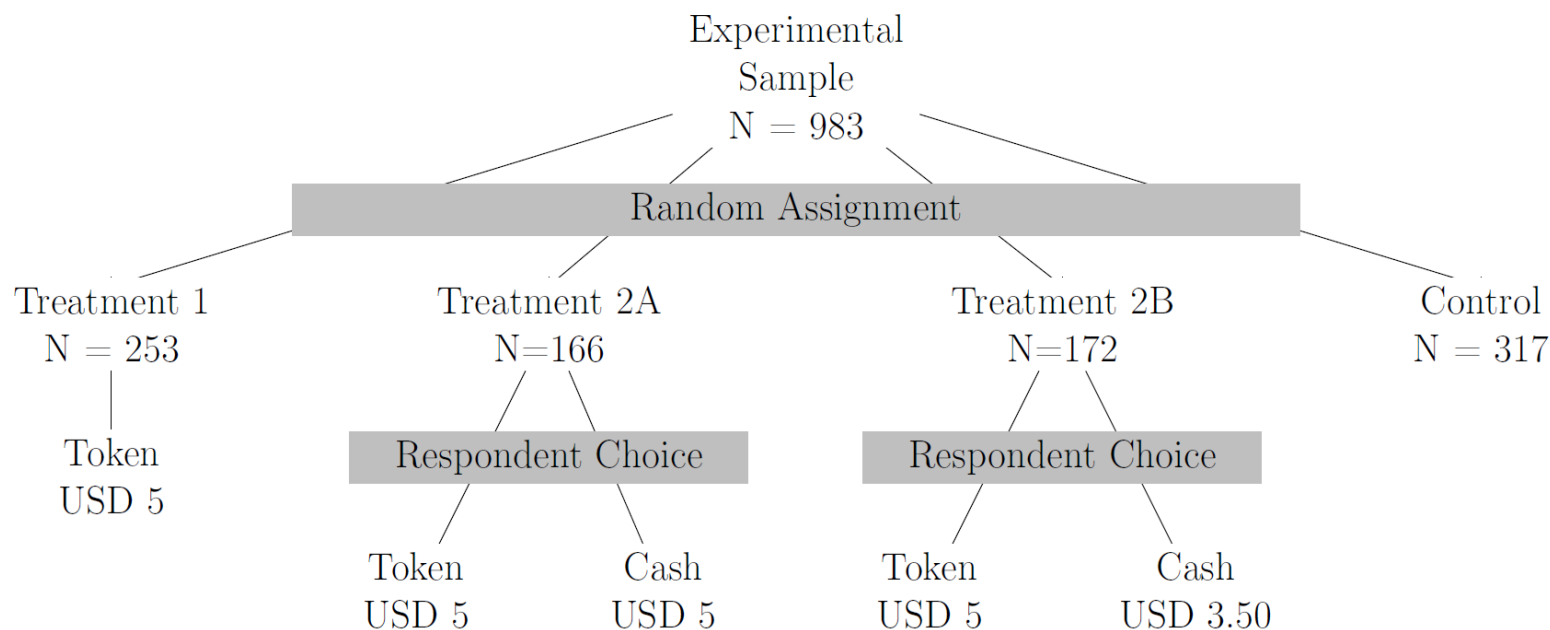 Experimental
Sample
N = 983
Random Assignment
Treatment 1
N = 253
Treatment 2A
N=166
Treatment 2B
N=172
Control
N = 317
Token
USD 5
Respondent Choice
Respondent Choice
Token
USD 5
Cash
USD 5
Token
USD 5
Cash
USD 3.50